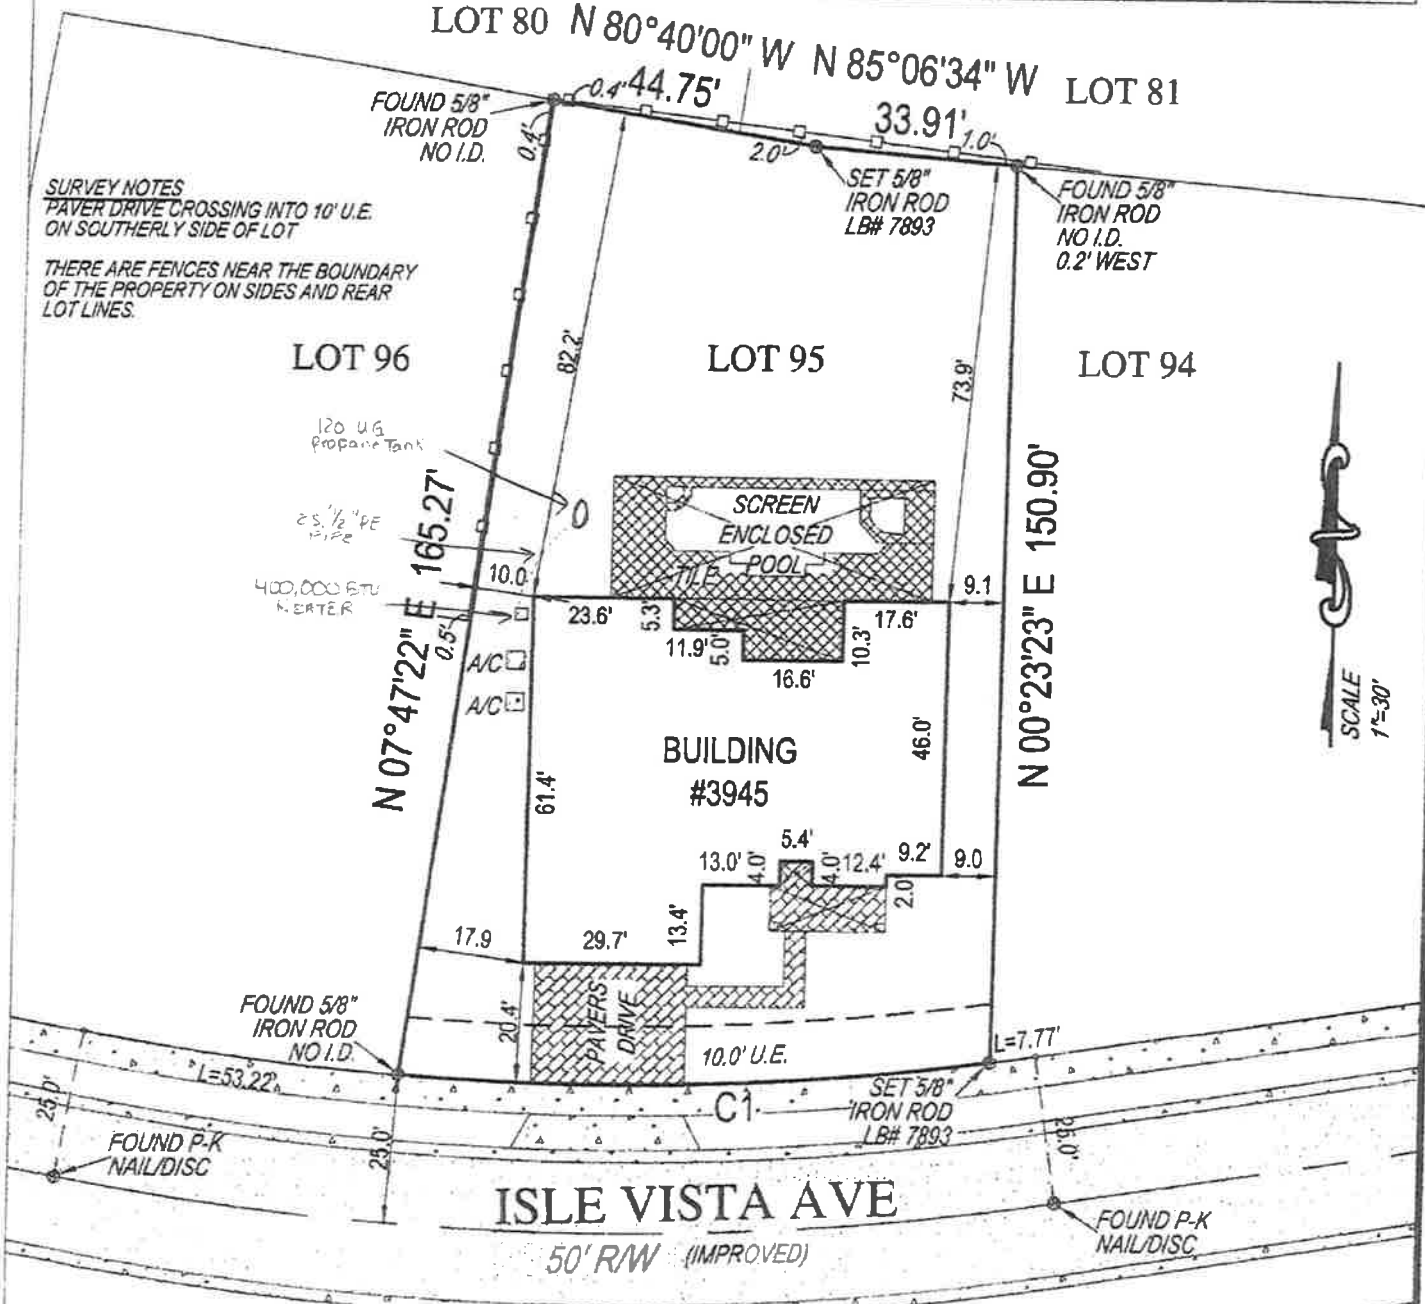 LOT 80
N 80°40'00" W
N 85°06'34" W
LOT 81
0.4'
44.75'
33.91'
1.0'
2.0'
0.4'
FOUND 5/8"
IRON ROD
NO I.D.
SET 5/8"
IRON ROD
LB# 7893
FOUND 5/8"
IRON ROD
NO I.D.
0.2' WEST
SURVEY NOTES
PAVER DRIVE CROSSING INTO 10' U.E.
ON SOUTHERLY SIDE OF LOT
THERE ARE FENCES NEAR THE BOUNDARY
OF THE PROPERTY ON SIDES AND REAR
LOT LINES.
LOT 96
LOT 95
LOT 94
82.2'
73.9'
120 UG
Propane Tank
25' 1/2" PE
PIPE
400,000 BTU
HEATER
N 07°47'22" E 165.27'
N 00°23'23" E 150.90'
SCREEN
ENCLOSED
POOL
TILE
10.0
9.1
23.6'
5.3'
11.9'
5.0'
16.6'
10.3'
17.6'
0.5'
A/C
A/C
SCALE
1"=30'
BUILDING
#3945
61.4'
46.0'
5.4'
13.0'
4.0'
4.0'
12.4'
9.2'
9.0
2.0'
13.4'
17.9
29.7'
20.4'
PAVERS
DRIVE
10.0' U.E.
FOUND 5/8"
IRON ROD
NO I.D.
L=53.22'
L=7.77'
SET 5/8"
IRON ROD
LB# 7893
C1
25.0'
25.0'
25.0'
FOUND P-K
NAIL/DISC
FOUND P-K
NAIL/DISC
ISLE VISTA AVE
50' R/W (IMPROVED)